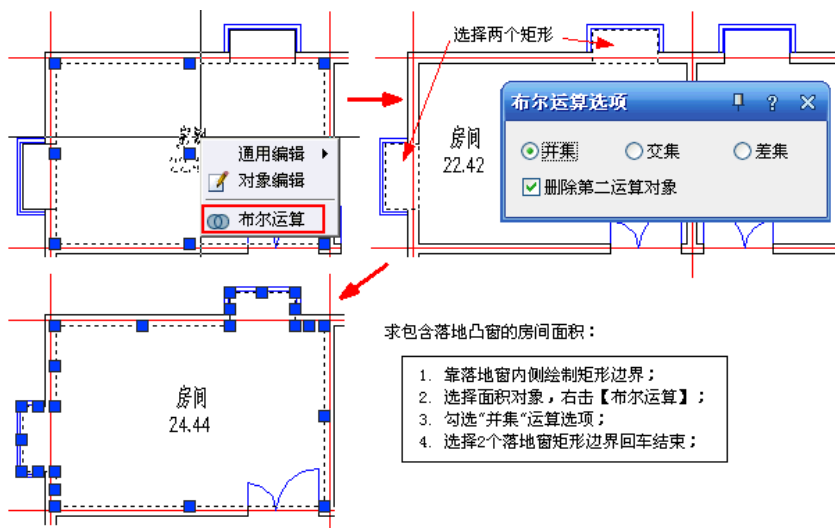 选择两个矩形
通用编辑
对象编辑
布尔运算
房间
22.42
布尔运算选项
?
并集
交集
差集
删除第二运算对象
房间
24.44
求包含落地凸窗的房间面积：
1. 靠落地窗内侧绘制矩形边界；
2. 选择面积对象，右击【布尔运算】；
3. 勾选“并集”运算选项；
4. 选择2个落地窗矩形边界回车结束；